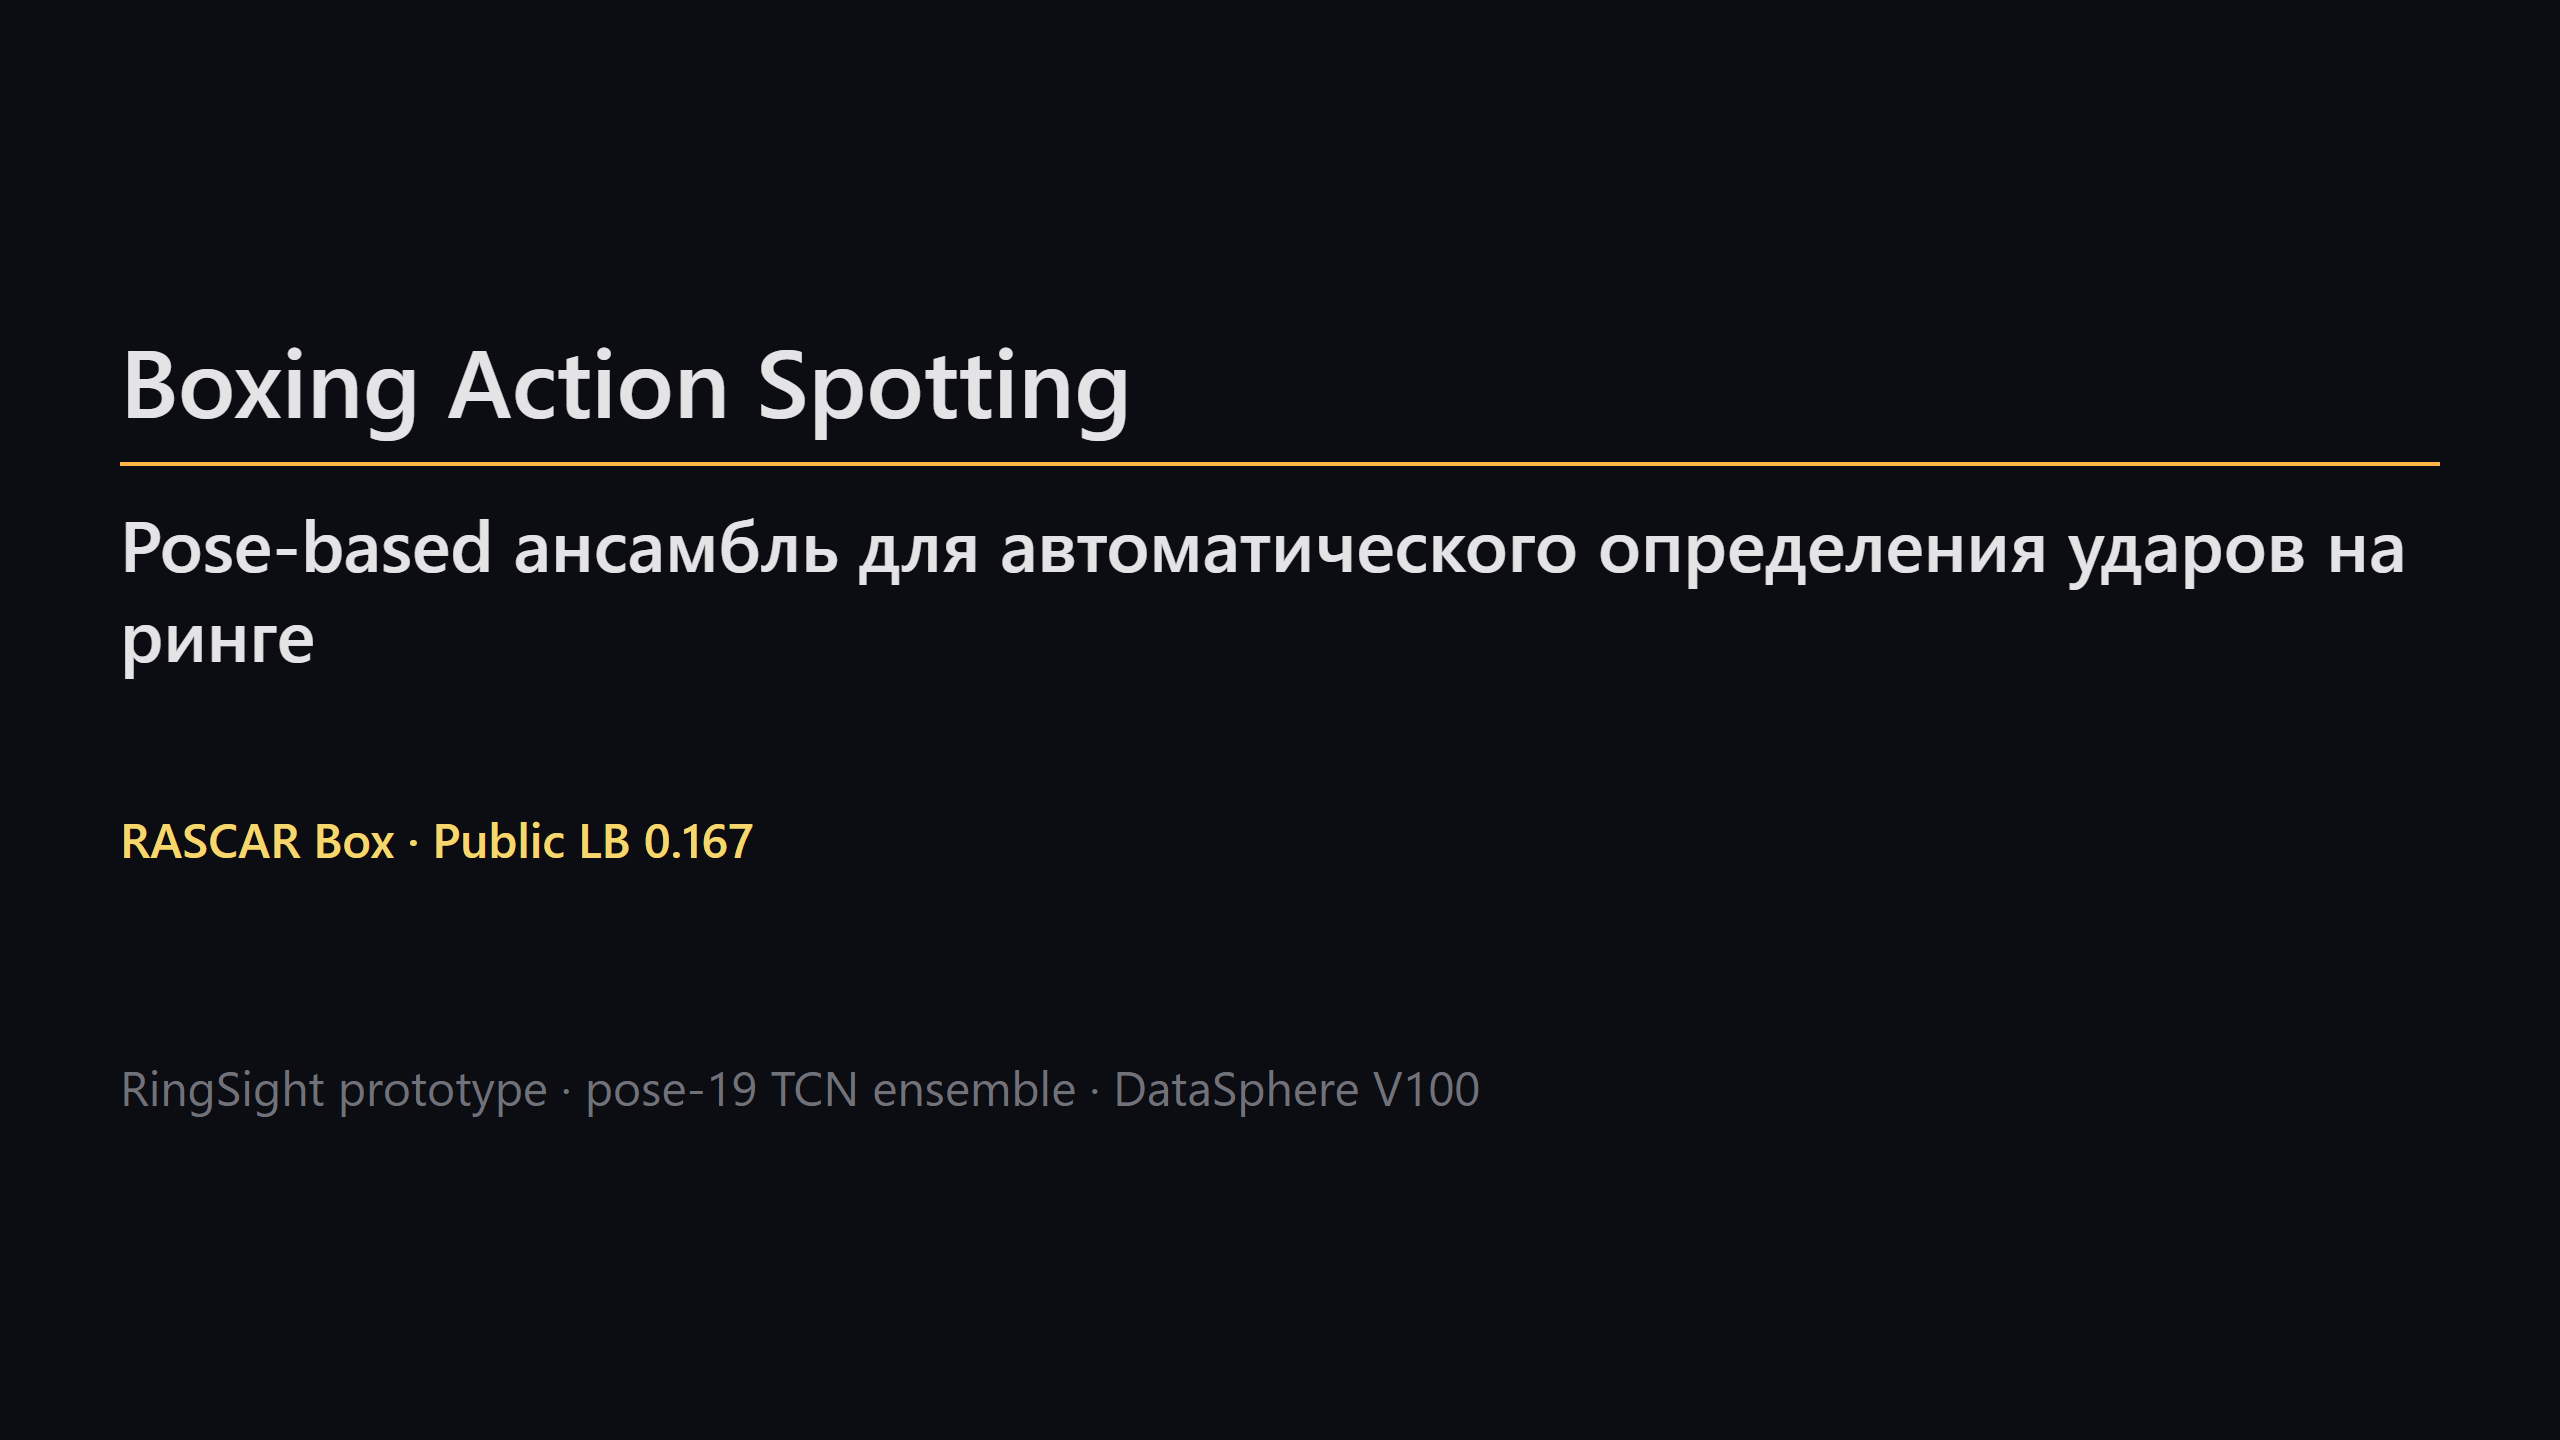 Boxing Action Spotting
Pose-based ансамбль для автоматического определения ударов на
ринге
RASCAR Box · Public LB 0.167
RingSight prototype · pose-19 TCN ensemble · DataSphere V100